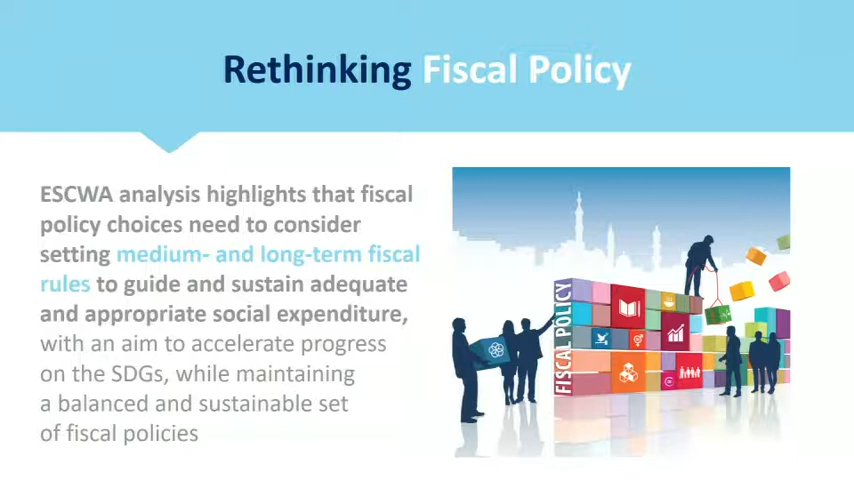 Rethinking Fiscal Policy
ESCWA analysis highlights that fiscal
policy choices need to consider
setting medium- and long-term fiscal
rules to guide and sustain adequate
and appropriate social expenditure,
with an aim to accelerate progress
on the SDGs, while maintaining
a balanced and sustainable set
of fiscal policies
FISCAL POLICY